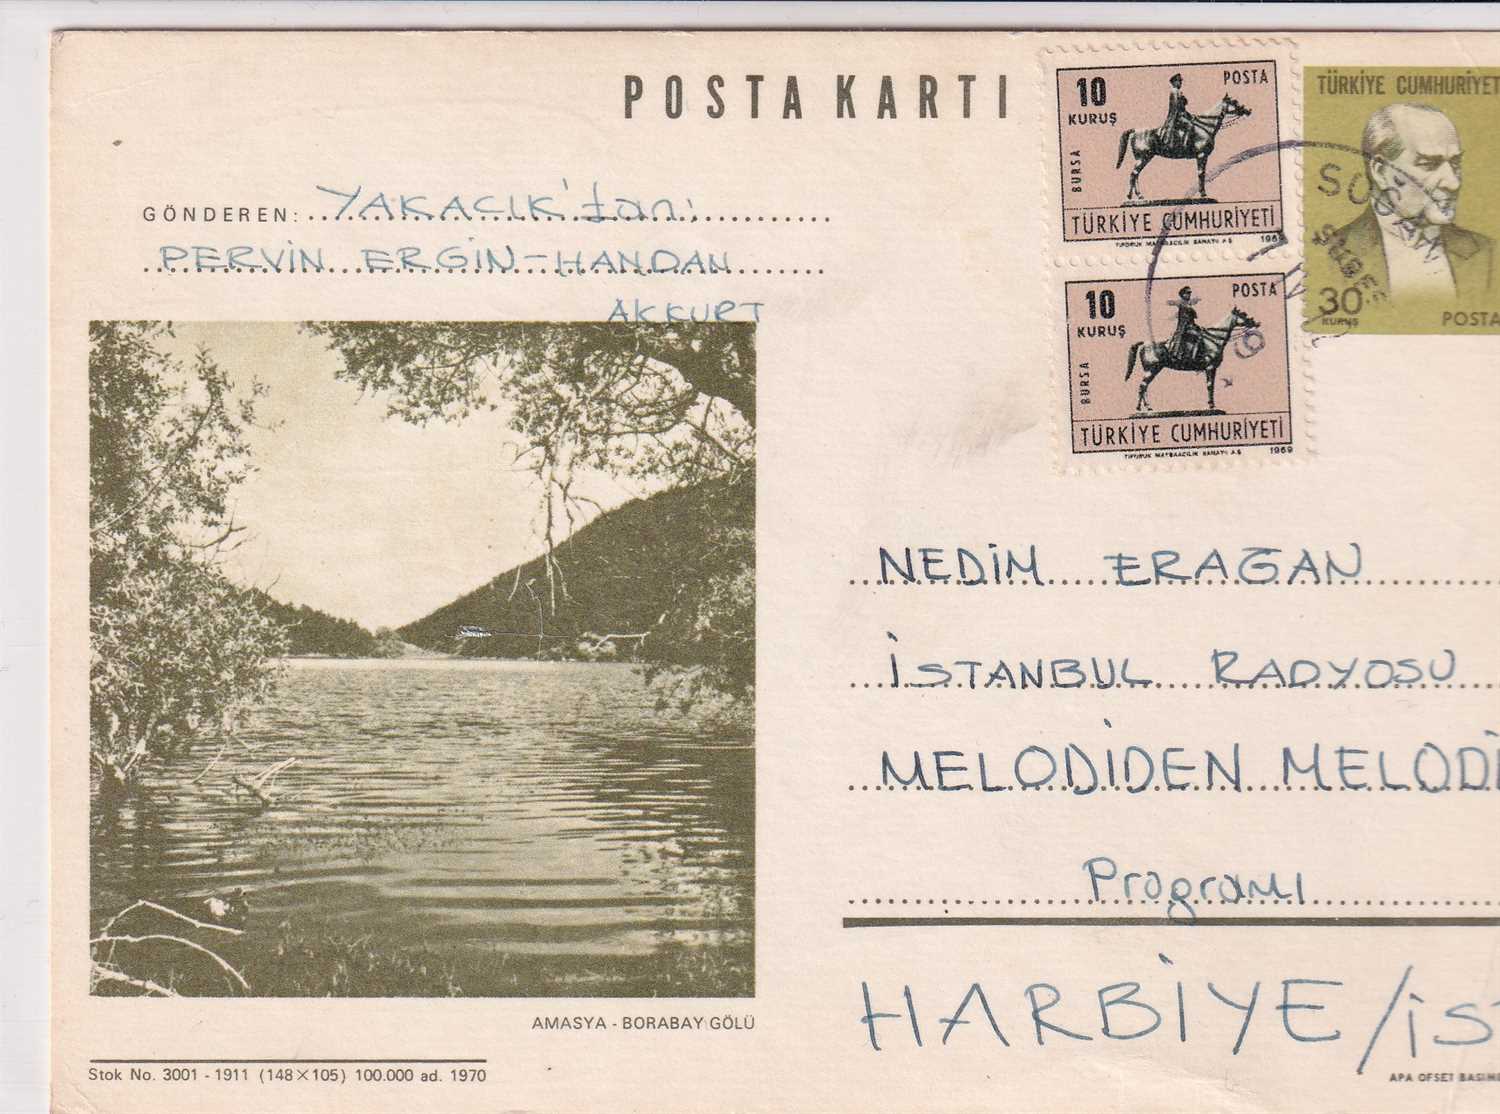 POSTA KARTI
GÖNDEREN: YAKACIK'tan:
PERVİN ERGİN-HANDAN
AKKURT
10
KURUŞ
POSTA
BURSA
TÜRKİYE CUMHURİYETİ
1969
10
KURUŞ
POSTA
BURSA
TÜRKİYE CUMHURİYETİ
1969
TÜRKİYE CUMHURİYET
30
KURUŞ
POSTA
NEDİM ERAĞAN
İSTANBUL RADYOSU
MELODİDEN MELODİ
Programı
HARBİYE/İS
AMASYA - BORABAY GÖLÜ
Stok No. 3001 - 1911 (148×105) 100.000 ad. 1970
APA OFSET BASIME